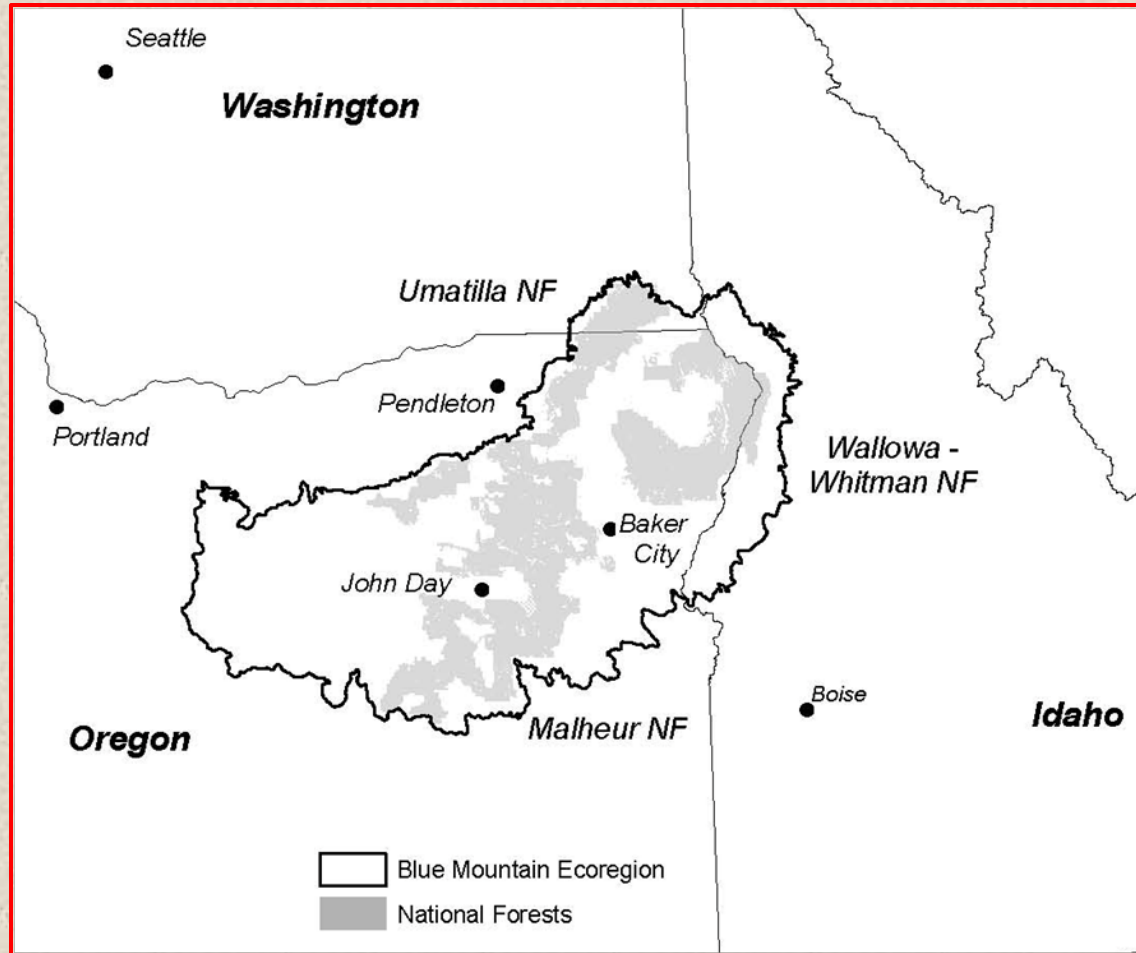 Seattle
Washington
Umatilla NF
Pendleton
Portland
Wallowa -
Whitman NF
Baker
City
John Day
Boise
Malheur NF
Idaho
Oregon
Blue Mountain Ecoregion
National Forests